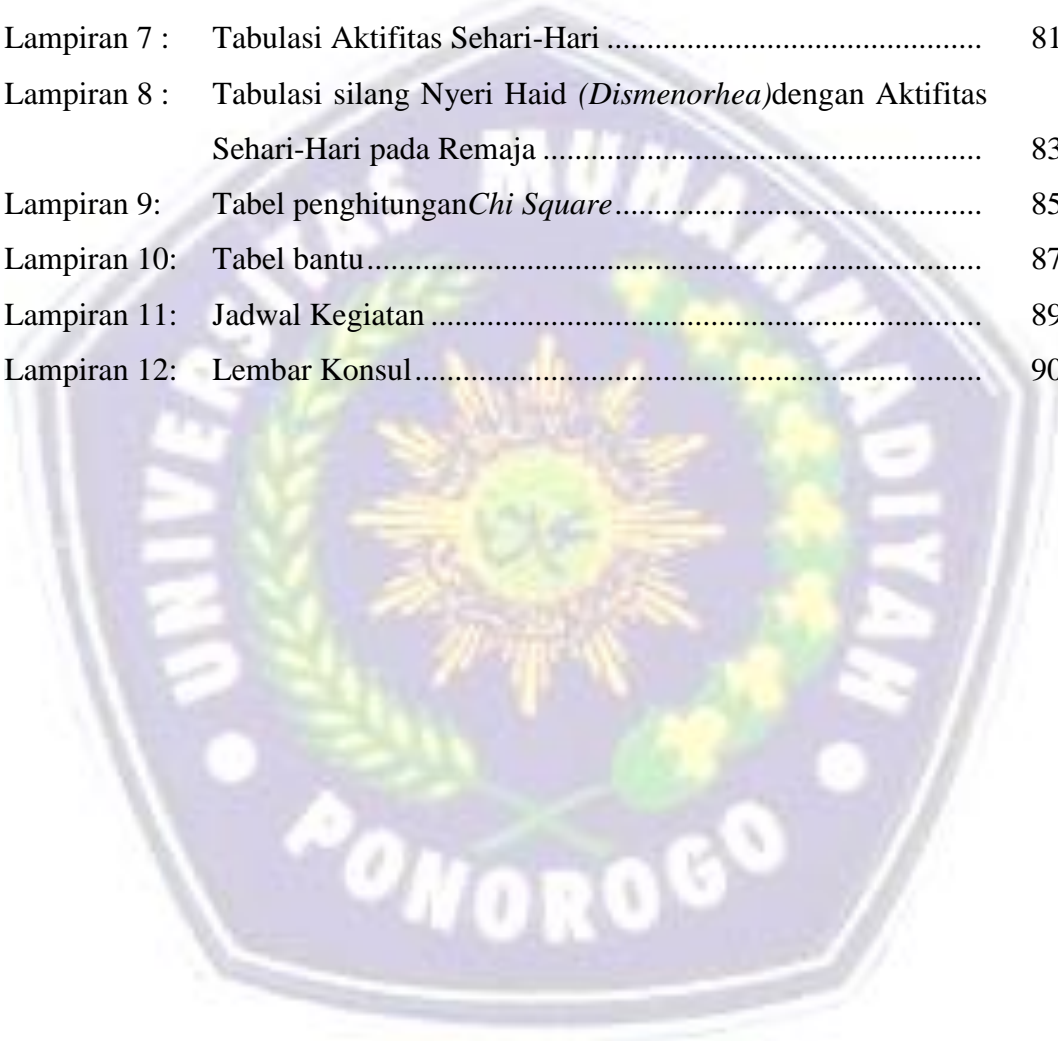 Lampiran 7 : Tabulasi Aktifitas Sehari-Hari ................................................ 81
Lampiran 8 : Tabulasi silang Nyeri Haid (Dismenorhea)dengan Aktifitas
Sehari-Hari pada Remaja ........................................................ 83
Lampiran 9: Tabel penghitunganChi Square............................................... 85
Lampiran 10: Tabel bantu............................................................................... 87
Lampiran 11: Jadwal Kegiatan ...................................................................... 89
Lampiran 12: Lembar Konsul......................................................................... 90
UNIVERSITAS MUHAMMADIYAH
PONOROGO